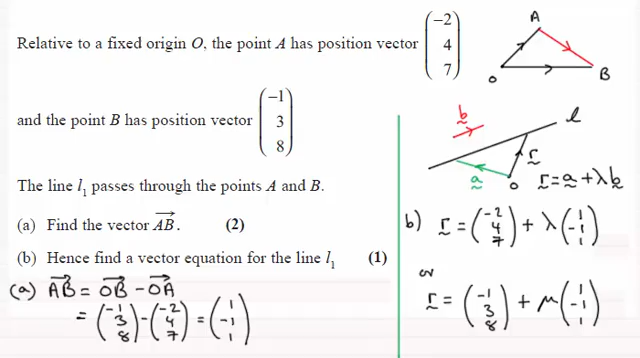 Relative to a fixed origin O, the point A has position vector (-2 4 7)
and the point B has position vector (-1 3 8)
The line l₁ passes through the points A and B.
(a) Find the vector AB→. (2)
(b) Hence find a vector equation for the line l₁ (1)
(a) AB→ = OB→ - OA→
= (-1 3 8) - (-2 4 7) = (1 -1 1)
A
O
B
b
l
r
a
O
r = a + λb
b) r = (-2 4 7) + λ(1 -1 1)
or
r = (-1 3 8) + μ(1 -1 1)